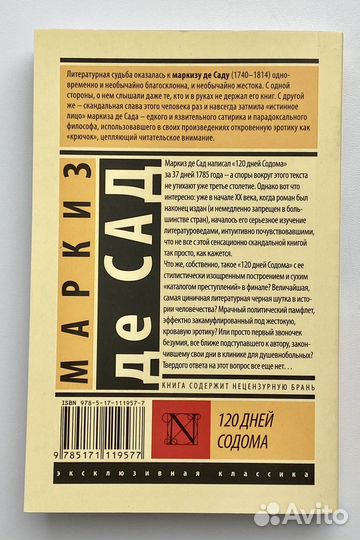 Литературная судьба оказалась к маркизу де Саду (1740–1814) одно-
временно и необычайно благосклонна, и необычайно жестока. С одной
стороны, о нем слышали даже те, кто и в руках не держал его книг. С другой
же – скандальная слава этого человека раз и навсегда затмила «истинное
лицо» маркиза де Сада – едкого и язвительного сатирика и парадоксального
философа, использовавшего в своих произведениях откровенную эротику как
«крючок», цепляющий читательское внимание.
МАРКИЗ
де САД
Маркиз де Сад написал «120 дней Содома»
за 37 дней 1785 года – а споры вокруг этого текста
не утихают уже третье столетие. Однако вот что
интересно: уже в начале XX века, когда роман был
наконец издан (и немедленно запрещен в боль-
шинстве стран), началось его серьезное изучение
литературоведами, интуитивно почувствовавшими,
что не все с этой сенсационно скандальной книгой
так просто, как кажется.
Что же, собственно, такое «120 дней Содома» с ее
стилистически изощренным построением и сухим
«каталогом преступлений» в финале? Величайшая,
самая циничная литературная черная шутка в исто-
рии человечества? Мрачный политический памфлет,
эффектно закамуфлированный под жестокую,
кровавую эротику? Или просто первый звоночек
безумия, все ближе подступавшего к автору, закон-
чившему свои дни в клинике для душевнобольных?
Твердого ответа на этот вопрос все еще нет…
КНИГА СОДЕРЖИТ НЕЦЕНЗУРНУЮ БРАНЬ
ISBN 978-5-17-111957-7
9 785171 119577
N
120 ДНЕЙ
СОДОМА
эксклюзивная классика
Avito